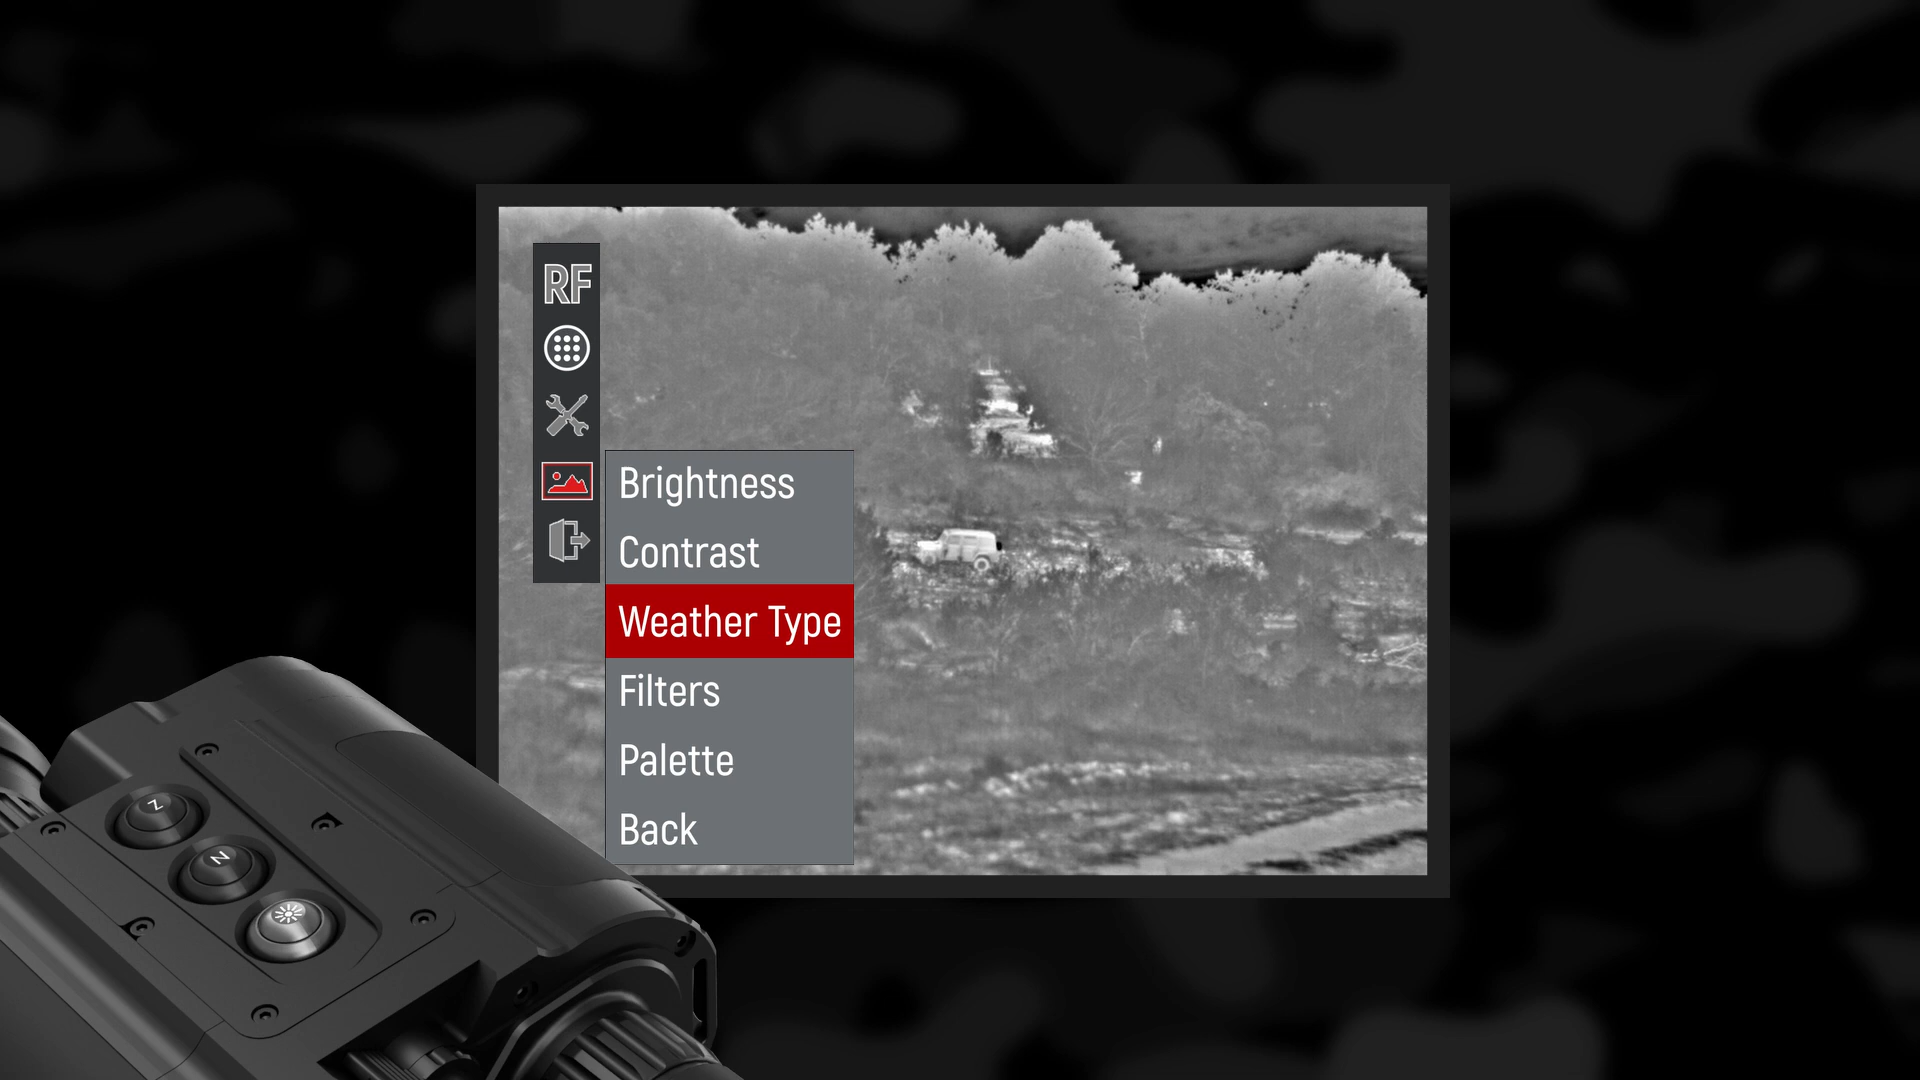 RF
Brightness
Contrast
Weather Type
Filters
Palette
Back
Z
N